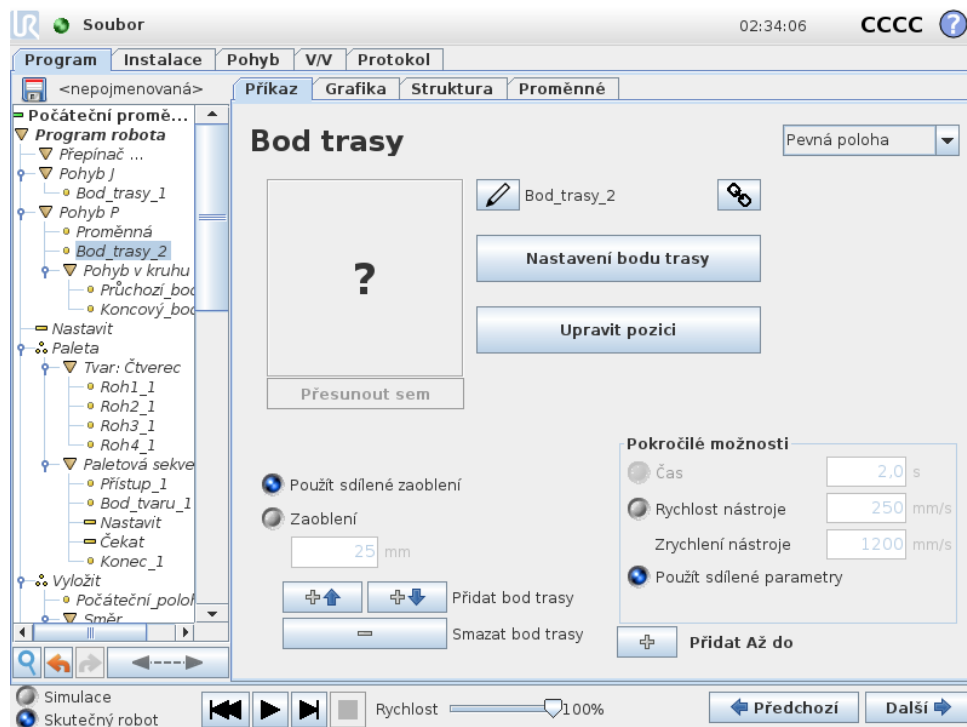 UR Soubor 02:34:06 CCCC ?
Program Instalace Pohyb V/V Protokol
<nepojmenovaná> Příkaz Grafika Struktura Proměnné
Počáteční promě...
Program robota
Přepínač ...
Pohyb J
Bod_trasy_1
Pohyb P
Proměnná
Bod_trasy_2
Pohyb v kruhu
Průchozí_bod
Koncový_bod
Nastavit
Paleta
Tvar: Čtverec
Roh1_1
Roh2_1
Roh3_1
Roh4_1
Paletová sekve
Přístup_1
Bod_tvaru_1
Nastavit
Čekat
Konec_1
Vyložit
Počáteční_poloh
Směr
Bod trasy
Pevná poloha
?
Bod_trasy_2
Nastavení bodu trasy
Upravit pozici
Přesunout sem
Použít sdílené zaoblení
Zaoblení
25 mm
Přidat bod trasy
Smazat bod trasy
Pokročilé možnosti
Čas 2,0 s
Rychlost nástroje 250 mm/s
Zrychlení nástroje 1200 mm/s
Použít sdílené parametry
Přidat Až do
Simulace
Skutečný robot
Rychlost 100%
Předchozí Další